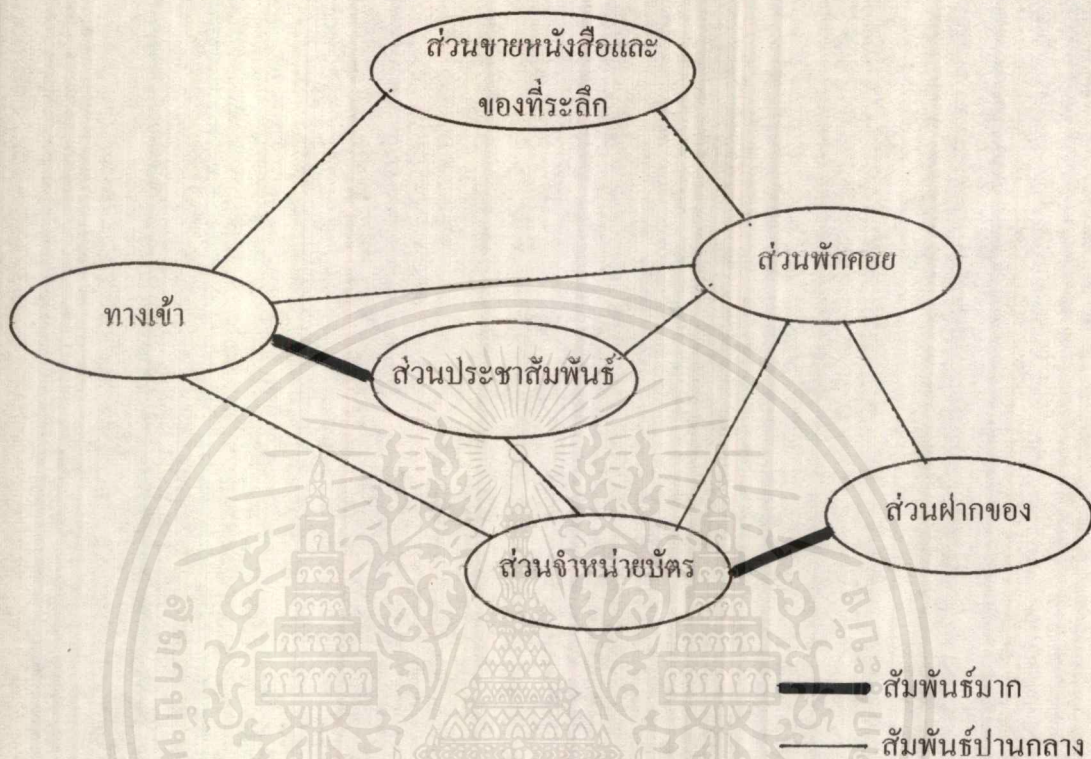 ส่วนขายหนังสือและ
ของที่ระลึก
ส่วนพักคอย
ทางเข้า
ส่วนประชาสัมพันธ์
ส่วนฝากของ
ส่วนจำหน่ายบัตร
สัมพันธ์มาก
สัมพันธ์ปานกลาง